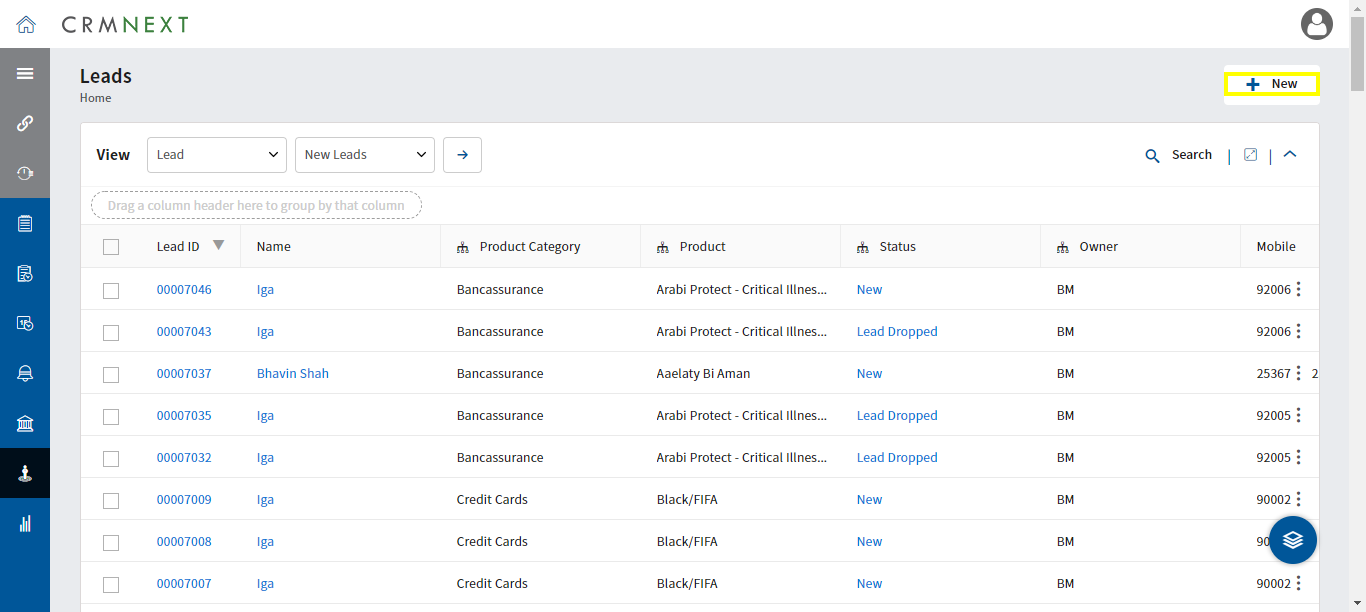 CRMNEXT
Leads
Home
New
View Lead New Leads Search
Drag a column header here to group by that column
Lead ID Name Product Category Product Status Owner Mobile
00007046 Iga Bancassurance Arabi Protect - Critical Illnes... New BM 92006
00007043 Iga Bancassurance Arabi Protect - Critical Illnes... Lead Dropped BM 92006
00007037 Bhavin Shah Bancassurance Aaelaty Bi Aman New BM 25367 2
00007035 Iga Bancassurance Arabi Protect - Critical Illnes... Lead Dropped BM 92005
00007032 Iga Bancassurance Arabi Protect - Critical Illnes... Lead Dropped BM 92005
00007009 Iga Credit Cards Black/FIFA New BM 90002
00007008 Iga Credit Cards Black/FIFA New BM
00007007 Iga Credit Cards Black/FIFA New BM 90002